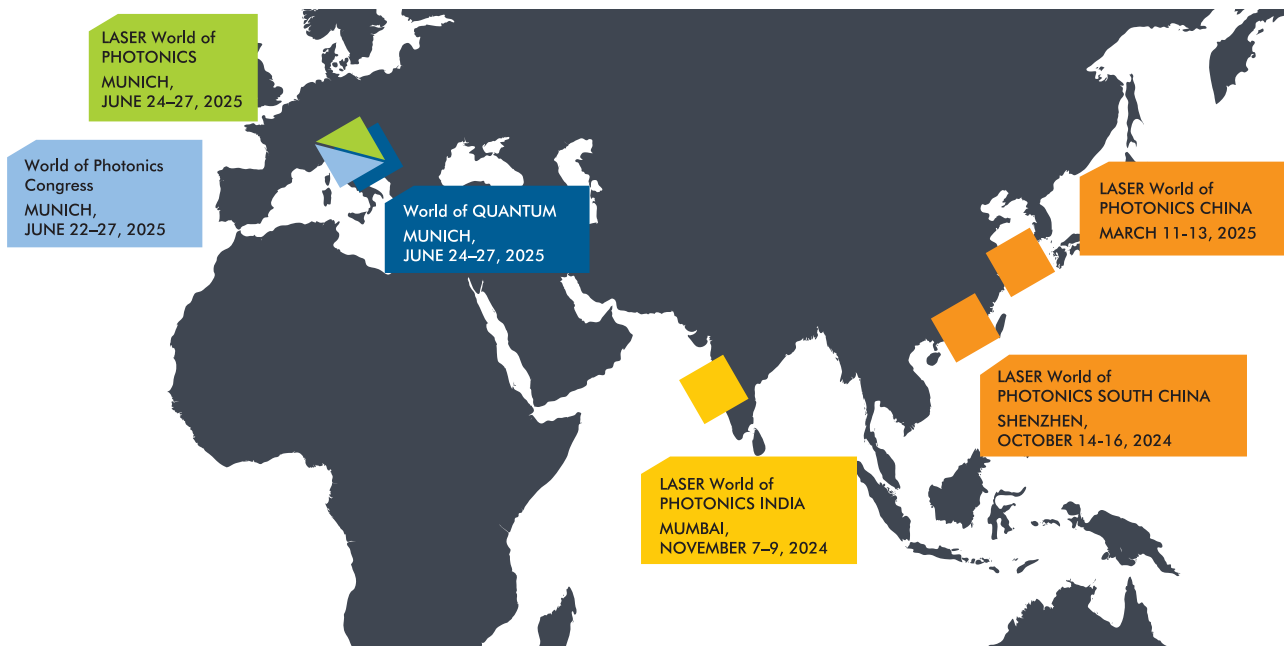 LASER World of
PHOTONICS
MUNICH,
JUNE 24–27, 2025
World of Photonics
Congress
MUNICH,
JUNE 22–27, 2025
World of QUANTUM
MUNICH,
JUNE 24–27, 2025
LASER World of
PHOTONICS CHINA
MARCH 11-13, 2025
LASER World of
PHOTONICS SOUTH CHINA
SHENZHEN,
OCTOBER 14-16, 2024
LASER World of
PHOTONICS INDIA
MUMBAI,
NOVEMBER 7–9, 2024